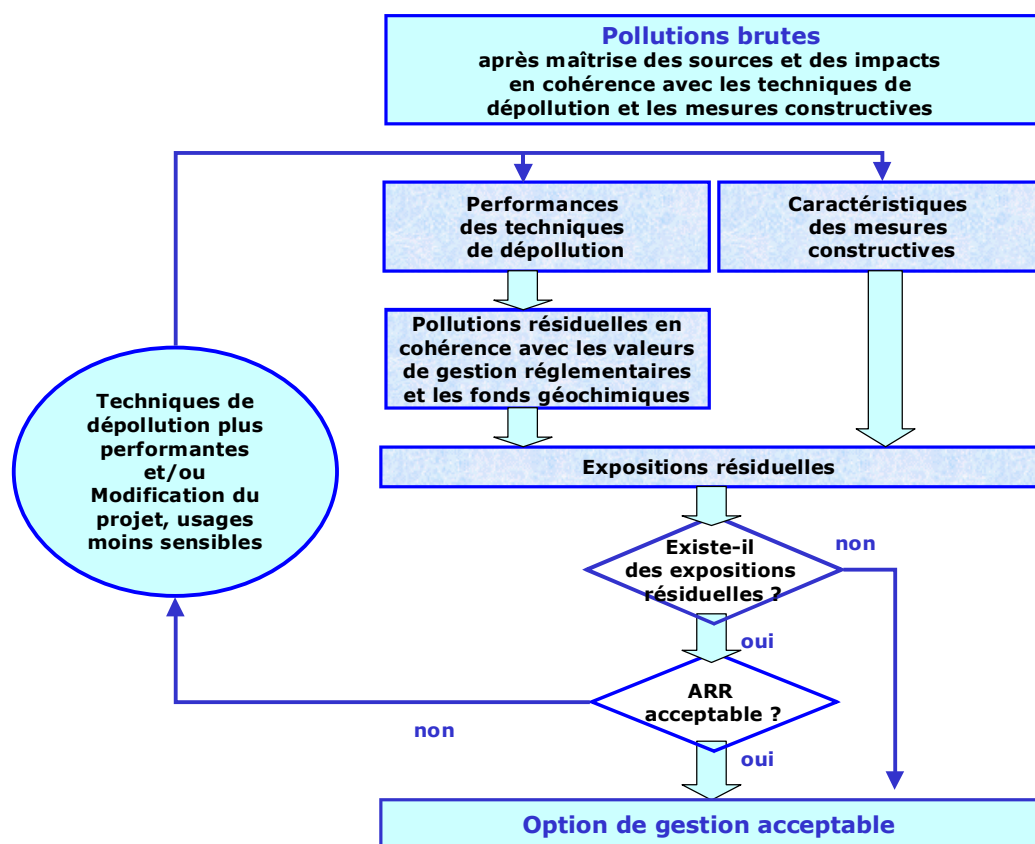 Pollutions brutes
après maîtrise des sources et des impacts
en cohérence avec les techniques de
dépollution et les mesures constructives
Performances
des techniques
de dépollution
Caractéristiques
des mesures
constructives
Pollutions résiduelles en
cohérence avec les valeurs
de gestion réglementaires
et les fonds géochimiques
Techniques de
dépollution plus
performantes
et/ou
Modification du
projet, usages
moins sensibles
Expositions résiduelles
Existe-il
des expositions
résiduelles ?
non
oui
ARR
acceptable ?
non
oui
Option de gestion acceptable